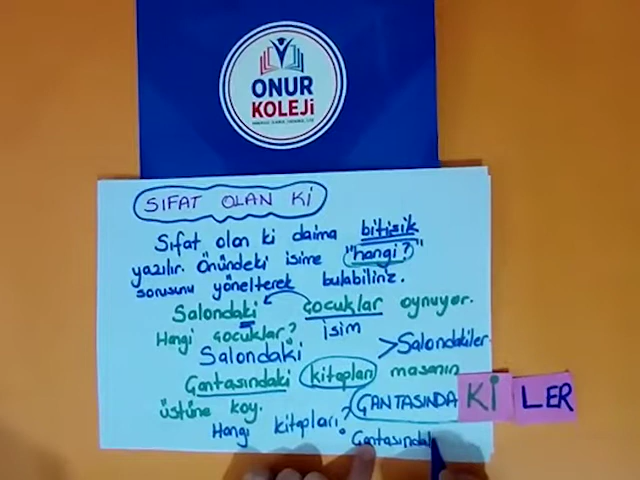 ONUR
KOLEJİ
SIFAT OLAN Kİ
Sıfat olan ki daima bitişik
yazılır. Önündeki isime "hangi?"
sorusunu yönelterek bulabiliriz.
Salondaki çocuklar oynuyor.
Hangi çocuklar? isim
Salondaki >Salondakiler
Çantasındaki kitapları masanın
üstüne koy. ÇANTASINDA Kİ LER
Hangi kitapları?
Çantasındak